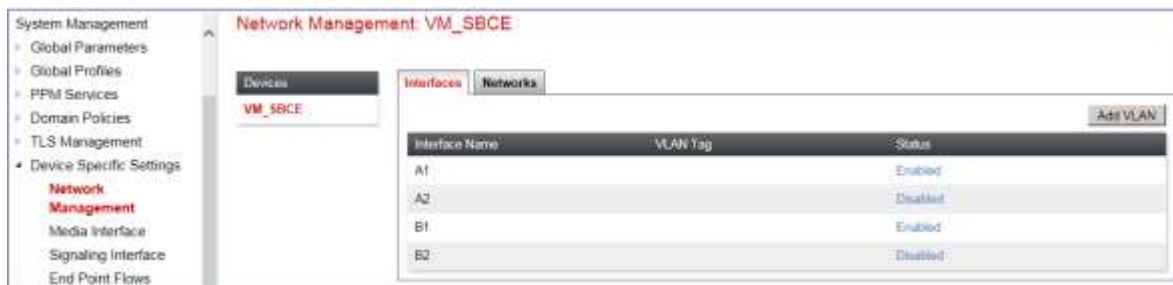 System Management
Global Parameters
Global Profiles
PPM Services
Domain Policies
TLS Management
Device Specific Settings
Network
Management
Media Interface
Signaling Interface
End Point Flows
Network Management: VM_SBCE
Devices
VM_SBCE
Interfaces Networks
Add VLAN
Interface Name VLAN Tag Status
A1 Enabled
A2 Disabled
B1 Enabled
B2 Disabled